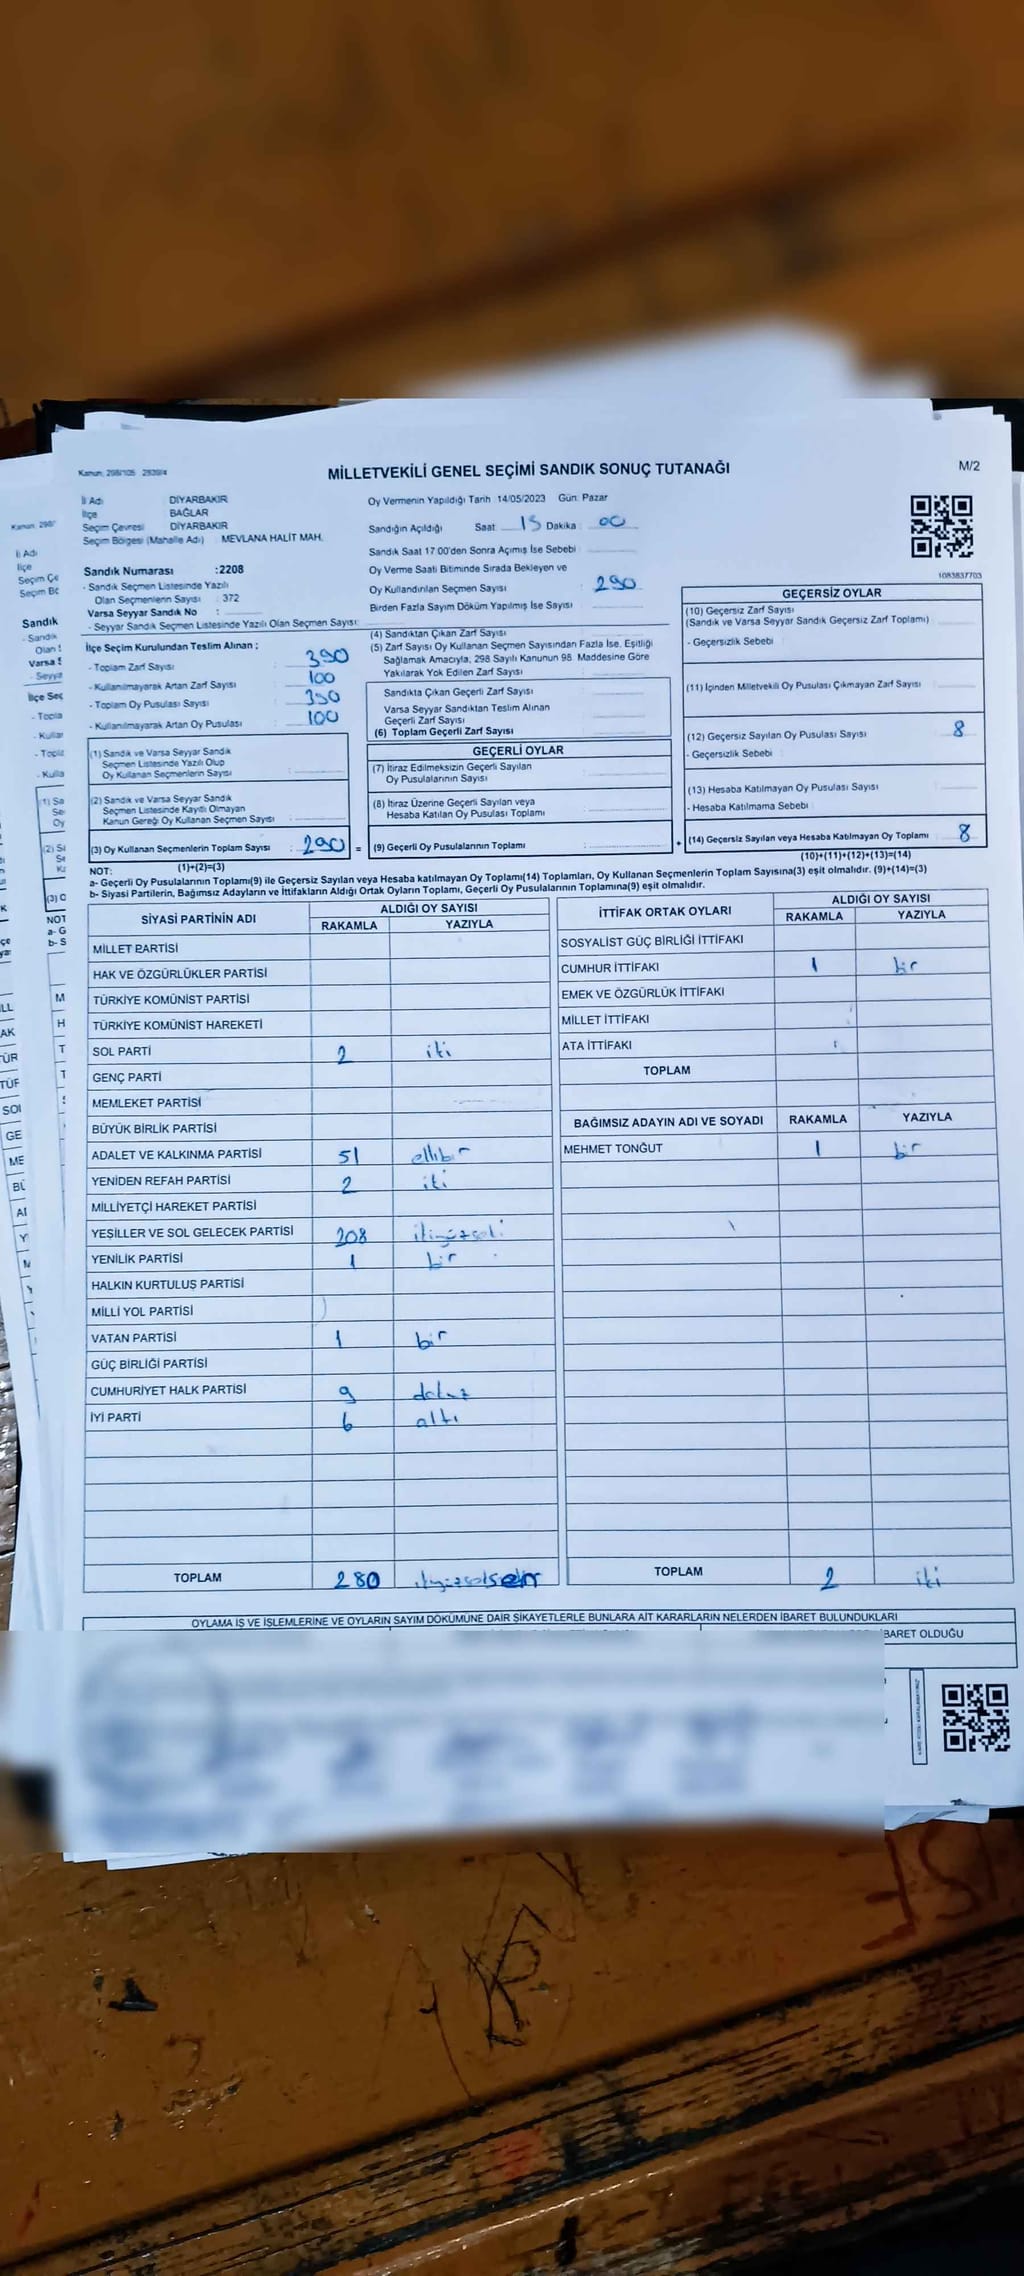 Kanun: 298/105 2839/4
MİLLETVEKİLİ GENEL SEÇİMİ SANDIK SONUÇ TUTANAĞI
M/2
İl Adı : DİYARBAKIR
İlçe : BAĞLAR
Seçim Çevresi : DİYARBAKIR
Seçim Bölgesi (Mahalle Adı) : MEVLANA HALİT MAH.
Sandık Numarası :2208
- Sandık Seçmen Listesinde Yazılı
Olan Seçmenlerin Sayısı : 372
Varsa Seyyar Sandık No :
- Seyyar Sandık Seçmen Listesinde Yazılı Olan Seçmen Sayısı:
Oy Vermenin Yapıldığı Tarih 14/05/2023 Gün: Pazar
Sandığın Açıldığı Saat: 15 Dakika : 00
Sandık Saat 17.00'den Sonra Açımış İse Sebebi :
Oy Verme Saati Bitiminde Sırada Bekleyen ve
Oy Kullandırılan Seçmen Sayısı : 290
Birden Fazla Sayım Döküm Yapılmış İse Sayısı :
1083837703
İlçe Seçim Kurulundan Teslim Alınan ;
- Toplam Zarf Sayısı : 390
- Kullanılmayarak Artan Zarf Sayısı : 100
- Toplam Oy Pusulası Sayısı : 390
- Kullanılmayarak Artan Oy Pusulası : 100
(1) Sandık ve Varsa Seyyar Sandık
Seçmen Listesinde Yazılı Olup
Oy Kullanan Seçmenlerin Sayısı :
(2) Sandık ve Varsa Seyyar Sandık
Seçmen Listesinde Kayıtlı Olmayan
Kanun Gereği Oy Kullanan Seçmen Sayısı :
(3) Oy Kullanan Seçmenlerin Toplam Sayısı : 290 =
(1)+(2)=(3)
(4) Sandıktan Çıkan Zarf Sayısı :
(5) Zarf Sayısı Oy Kullanan Seçmen Sayısından Fazla İse, Eşitliği
Sağlamak Amacıyla, 298 Sayılı Kanunun 98. Maddesine Göre
Yakılarak Yok Edilen Zarf Sayısı :
Sandıkta Çıkan Geçerli Zarf Sayısı :
Varsa Seyyar Sandıktan Teslim Alınan
Geçerli Zarf Sayısı :
(6) Toplam Geçerli Zarf Sayısı :
GEÇERLİ OYLAR
(7) İtiraz Edilmeksizin Geçerli Sayılan
Oy Pusulalarının Sayısı :
(8) İtiraz Üzerine Geçerli Sayılan veya
Hesaba Katılan Oy Pusulası Toplamı :
(9) Geçerli Oy Pusulalarının Toplamı : +
GEÇERSİZ OYLAR
(10) Geçersiz Zarf Sayısı
(Sandık ve Varsa Seyyar Sandık Geçersiz Zarf Toplamı) :
- Geçersizlik Sebebi :
(11) İçinden Milletvekili Oy Pusulası Çıkmayan Zarf Sayısı :
(12) Geçersiz Sayılan Oy Pusulası Sayısı : 8
- Geçersizlik Sebebi :
(13) Hesaba Katılmayan Oy Pusulası Sayısı :
- Hesaba Katılmama Sebebi :
(14) Geçersiz Sayılan veya Hesaba Katılmayan Oy Toplamı : 8
(10)+(11)+(12)+(13)=(14)
NOT:
a- Geçerli Oy Pusulalarının Toplamı(9) ile Geçersiz Sayılan veya Hesaba katılmayan Oy Toplamı(14) Toplamları, Oy Kullanan Seçmenlerin Toplam Sayısına(3) eşit olmalıdır. (9)+(14)=(3)
b- Siyasi Partilerin, Bağımsız Adayların ve İttifakların Aldığı Ortak Oyların Toplamı, Geçerli Oy Pusulalarının Toplamına(9) eşit olmalıdır.
SİYASİ PARTİNİN ADI
ALDIĞI OY SAYISI
RAKAMLA YAZIYLA
MİLLET PARTİSİ
HAK VE ÖZGÜRLÜKLER PARTİSİ
TÜRKİYE KOMÜNİST PARTİSİ
TÜRKİYE KOMÜNİST HAREKETİ
SOL PARTİ 2 iki
GENÇ PARTİ
MEMLEKET PARTİSİ
BÜYÜK BİRLİK PARTİSİ
ADALET VE KALKINMA PARTİSİ 51 ellibir
YENİDEN REFAH PARTİSİ 2 iki
MİLLİYETÇİ HAREKET PARTİSİ
YEŞİLLER VE SOL GELECEK PARTİSİ 208
YENİLİK PARTİSİ 1 bir
HALKIN KURTULUŞ PARTİSİ
MİLLİ YOL PARTİSİ
VATAN PARTİSİ 1 bir
GÜÇ BİRLİĞİ PARTİSİ
CUMHURİYET HALK PARTİSİ 9 dokuz
İYİ PARTİ 6 altı
TOPLAM 280
İTTİFAK ORTAK OYLARI
ALDIĞI OY SAYISI
RAKAMLA YAZIYLA
SOSYALİST GÜÇ BİRLİĞİ İTTİFAKI
CUMHUR İTTİFAKI 1 bir
EMEK VE ÖZGÜRLÜK İTTİFAKI
MİLLET İTTİFAKI
ATA İTTİFAKI
TOPLAM
BAĞIMSIZ ADAYIN ADI VE SOYADI RAKAMLA YAZIYLA
MEHMET TONĞUT 1 bir
TOPLAM 2 iki
OYLAMA İŞ VE İŞLEMLERİNE VE OYLARIN SAYIM DÖKÜMÜNE DAİR ŞİKAYETLERLE BUNLARA AİT KARARLARIN NELERDEN İBARET BULUNDUKLARI
İBARET OLDUĞU